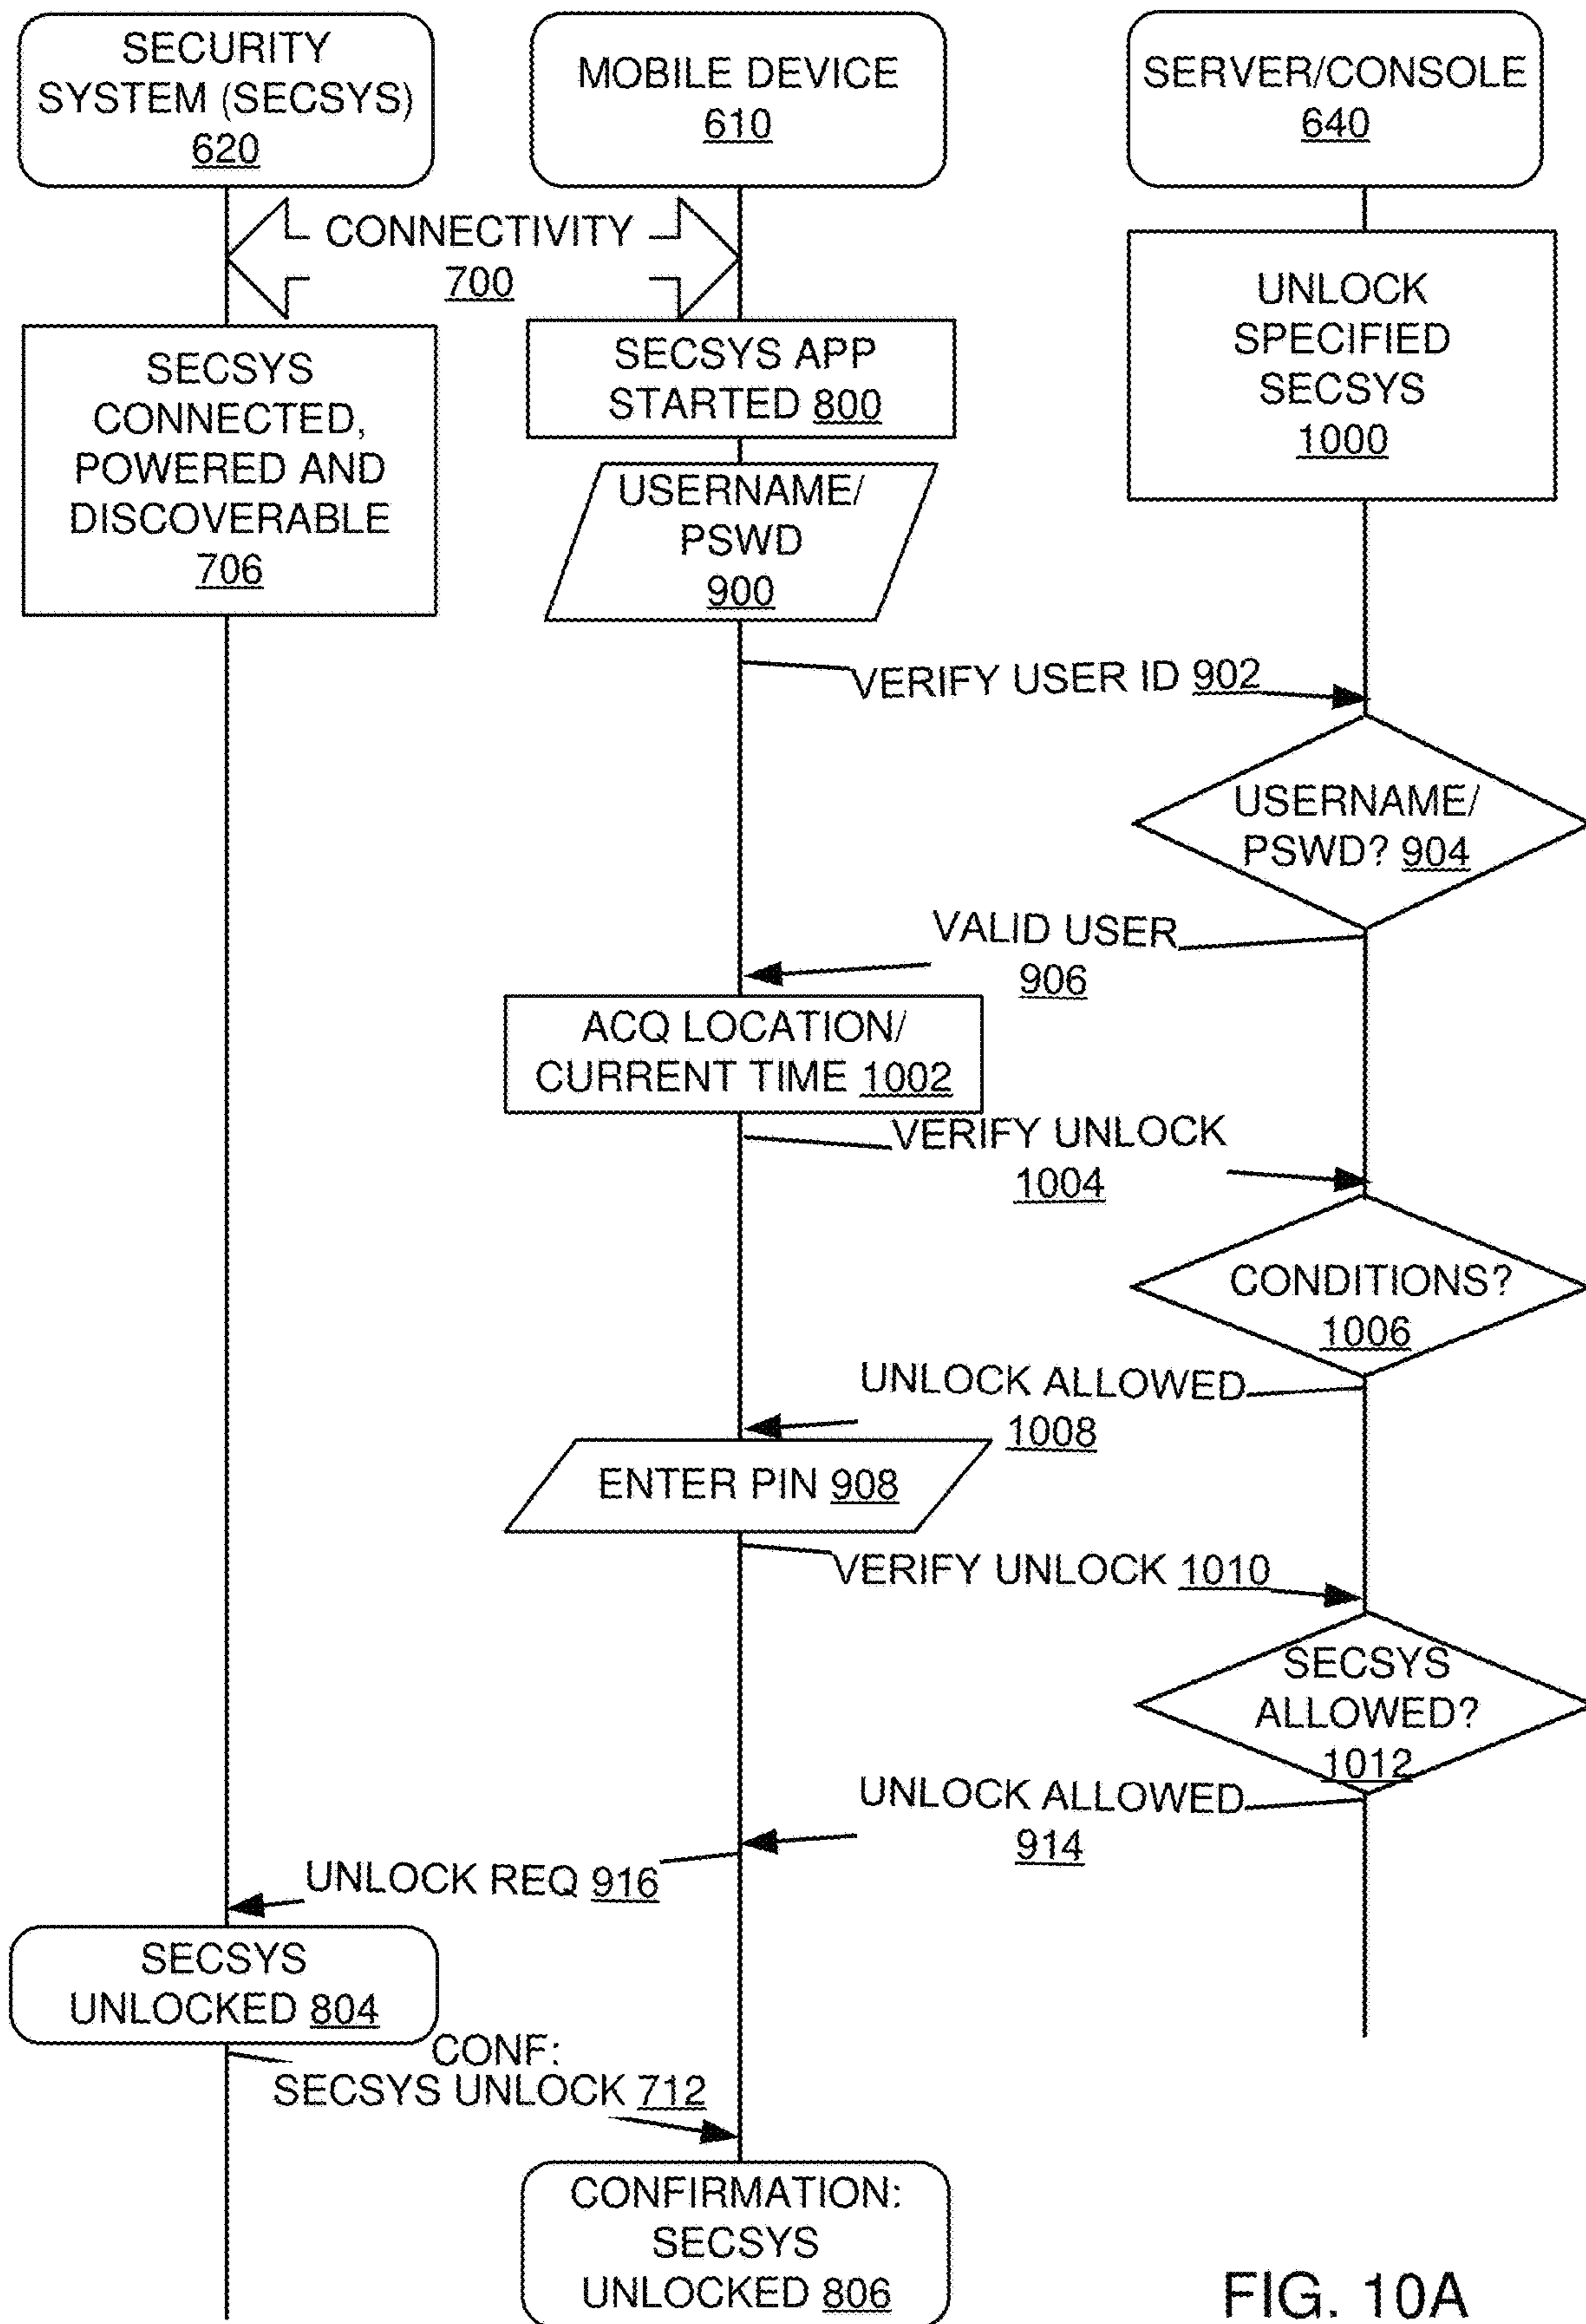 SECURITY
SYSTEM (SECSYS)
620
MOBILE DEVICE
610
SERVER/CONSOLE
640
CONNECTIVITY
700
SECSYS
CONNECTED,
POWERED AND
DISCOVERABLE
706
SECSYS APP
STARTED 800
UNLOCK
SPECIFIED
SECSYS
1000
USERNAME/
PSWD
900
VERIFY USER ID 902
USERNAME/
PSWD? 904
VALID USER
906
ACQ LOCATION/
CURRENT TIME 1002
VERIFY UNLOCK
1004
CONDITIONS?
1006
UNLOCK ALLOWED
1008
ENTER PIN 908
VERIFY UNLOCK 1010
SECSYS
ALLOWED?
1012
UNLOCK ALLOWED
914
UNLOCK REQ 916
SECSYS
UNLOCKED 804
CONF:
SECSYS UNLOCK 712
CONFIRMATION:
SECSYS
UNLOCKED 806
FIG. 10A